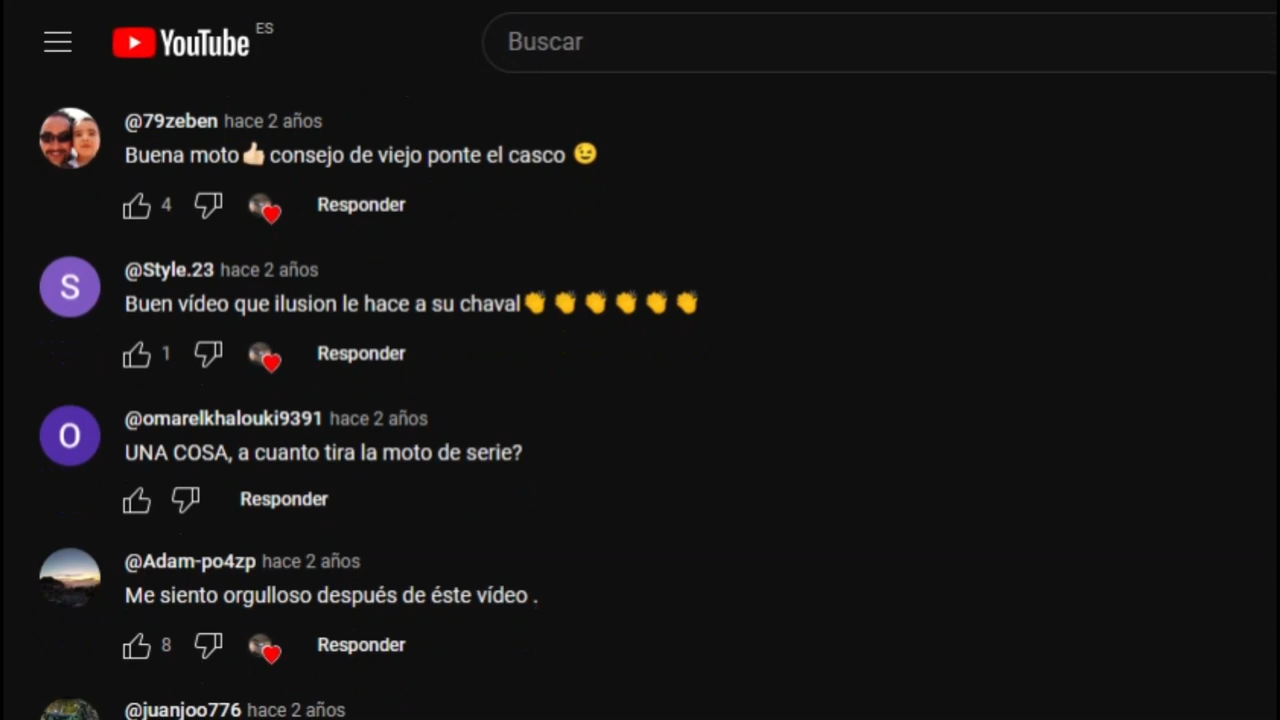 YouTube ES
Buscar
@79zeben hace 2 años
Buena moto👍🏻consejo de viejo ponte el casco 😉
4 Responder
S
@Style.23 hace 2 años
Buen vídeo que ilusion le hace a su chaval👏👏👏👏👏👏
1 Responder
O
@omarelkhalouki9391 hace 2 años
UNA COSA, a cuanto tira la moto de serie?
Responder
@Adam-po4zp hace 2 años
Me siento orgulloso después de éste vídeo .
8 Responder
@juanjoo776 hace 2 años